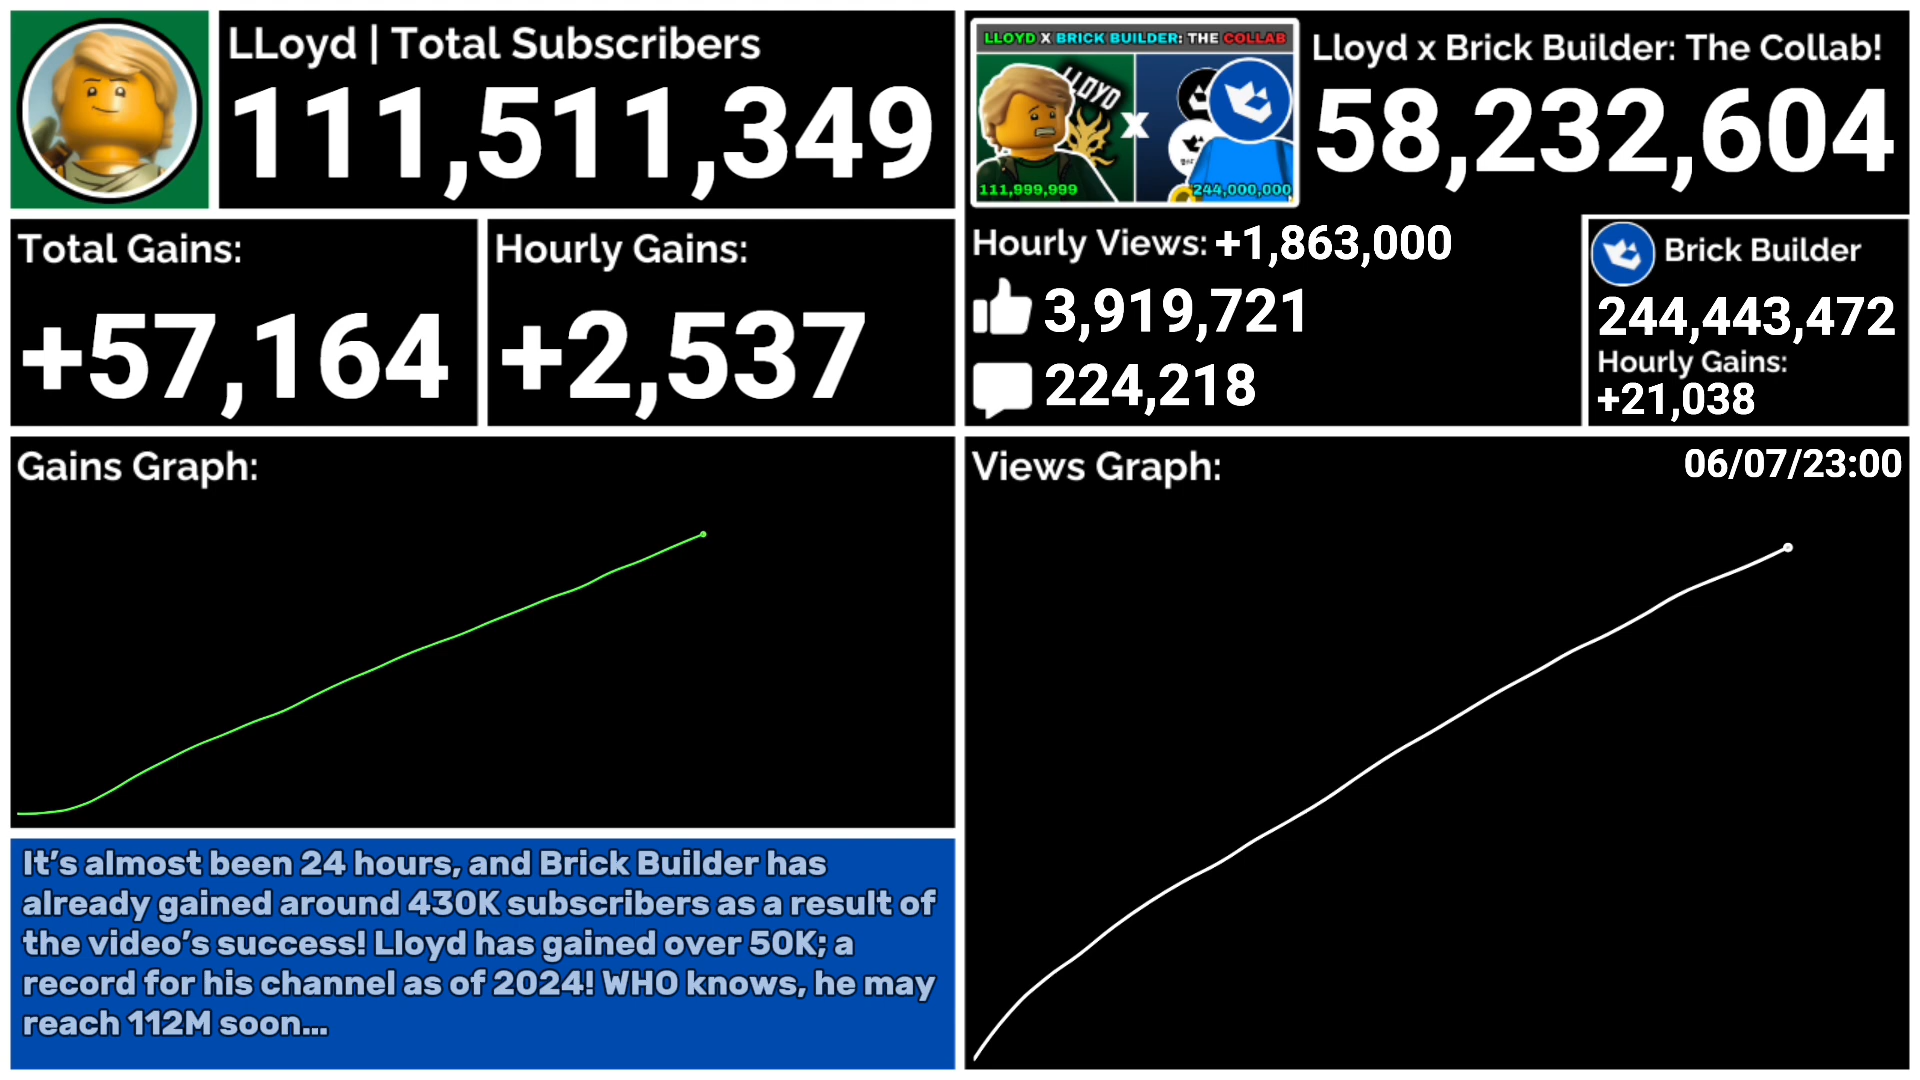 LLoyd | Total Subscribers
111,511,349
LLOYD X BRICK BUILDER: THE COLLAB
LLOYD
X
111,999,999
244,000,000
Lloyd x Brick Builder: The Collab!
58,232,604
Total Gains:
+57,164
Hourly Gains:
+2,537
Hourly Views: +1,863,000
3,919,721
224,218
Brick Builder
244,443,472
Hourly Gains:
+21,038
Gains Graph:
Views Graph:
06/07/23:00
It's almost been 24 hours, and Brick Builder has
already gained around 430K subscribers as a result of
the video's success! Lloyd has gained over 50K; a
record for his channel as of 2024! WHO knows, he may
reach 112M soon...